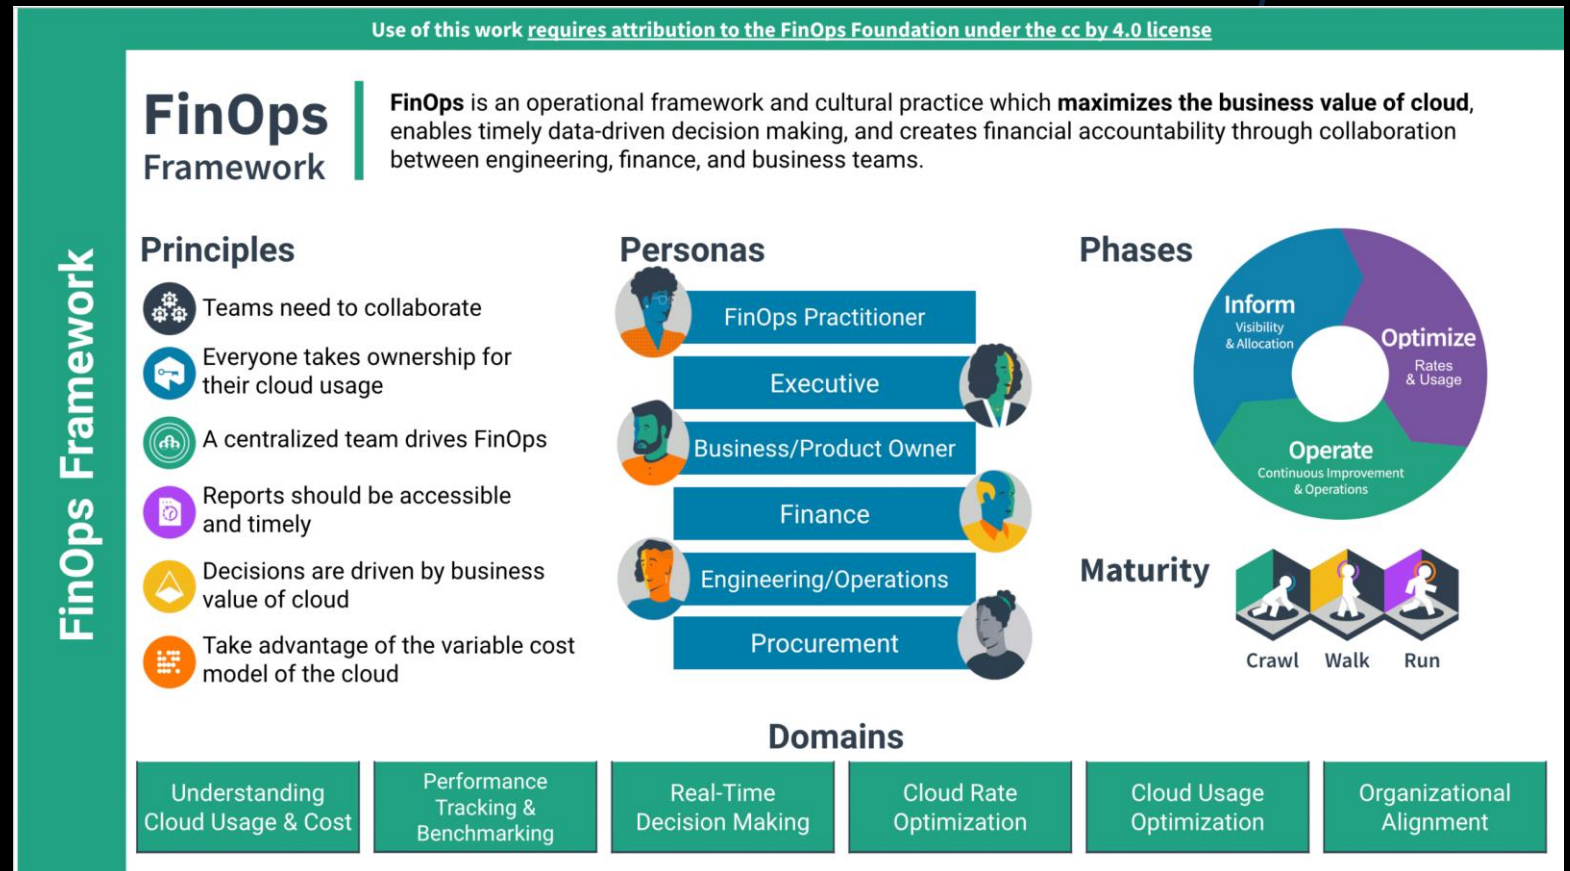 Use of this work requires attribution to the FinOps Foundation under the cc by 4.0 license
FinOps Framework
FinOps
Framework
FinOps is an operational framework and cultural practice which maximizes the business value of cloud,
enables timely data-driven decision making, and creates financial accountability through collaboration
between engineering, finance, and business teams.
Principles
Teams need to collaborate
Everyone takes ownership for
their cloud usage
A centralized team drives FinOps
Reports should be accessible
and timely
Decisions are driven by business
value of cloud
Take advantage of the variable cost
model of the cloud
Personas
FinOps Practitioner
Executive
Business/Product Owner
Finance
Engineering/Operations
Procurement
Phases
Inform
Visibility
& Allocation
Optimize
Rates
& Usage
Operate
Continuous Improvement
& Operations
Maturity
Crawl
Walk
Run
Domains
Understanding
Cloud Usage & Cost
Performance
Tracking &
Benchmarking
Real-Time
Decision Making
Cloud Rate
Optimization
Cloud Usage
Optimization
Organizational
Alignment